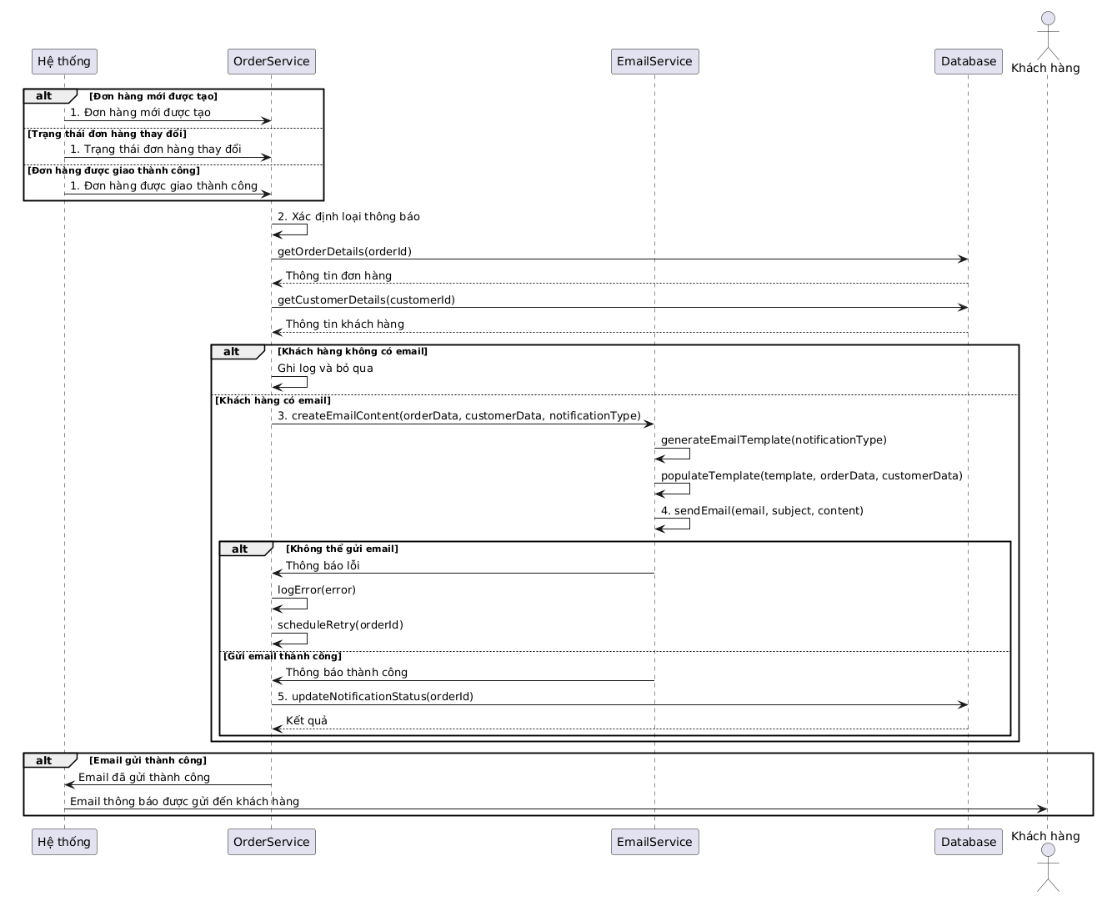 Khách hàng
Hệ thống
OrderService
EmailService
Database
alt
[Đơn hàng mới được tạo]
1. Đơn hàng mới được tạo
[Trạng thái đơn hàng thay đổi]
1. Trạng thái đơn hàng thay đổi
[Đơn hàng được giao thành công]
1. Đơn hàng được giao thành công
2. Xác định loại thông báo
getOrderDetails(orderId)
Thông tin đơn hàng
getCustomerDetails(customerId)
Thông tin khách hàng
alt
[Khách hàng không có email]
Ghi log và bỏ qua
[Khách hàng có email]
3. createEmailContent(orderData, customerData, notificationType)
generateEmailTemplate(notificationType)
populateTemplate(template, orderData, customerData)
4. sendEmail(email, subject, content)
alt
[Không thể gửi email]
Thông báo lỗi
logError(error)
scheduleRetry(orderId)
[Gửi email thành công]
Thông báo thành công
5. updateNotificationStatus(orderId)
Kết quả
alt
[Email gửi thành công]
Email đã gửi thành công
Email thông báo được gửi đến khách hàng
Hệ thống
OrderService
EmailService
Database
Khách hàng